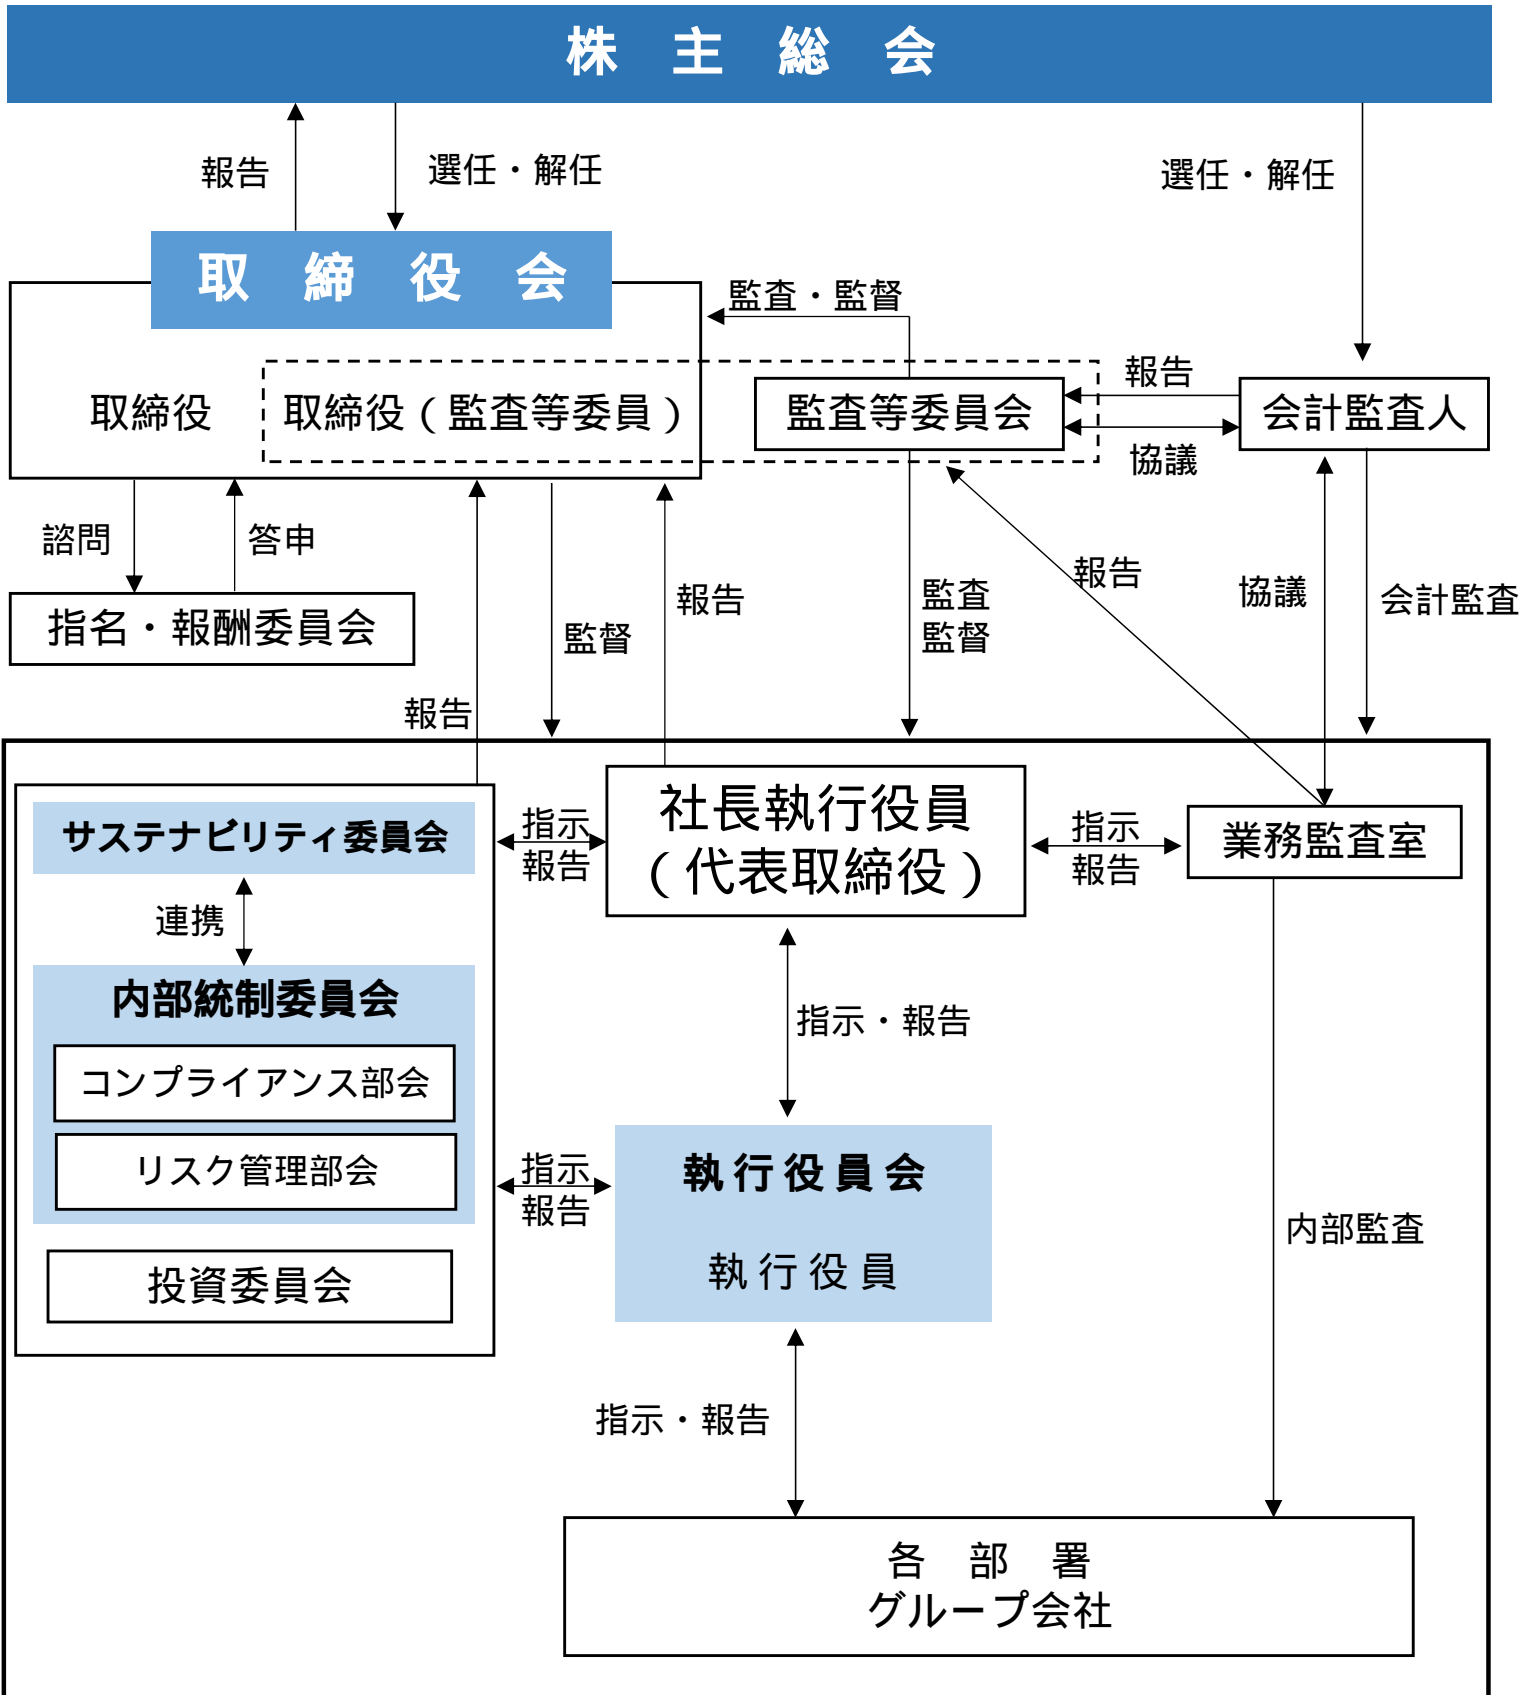 株　主　総　会
報告
選任・解任
選任・解任
取　締　役　会
監査・監督
取締役
取締役（監査等委員）
監査等委員会
報告
会計監査人
協議
諮問
答申
指名・報酬委員会
報告
監督
報告
監査
監督
報告
協議
会計監査
サステナビリティ委員会
連携
内部統制委員会
コンプライアンス部会
リスク管理部会
投資委員会
指示
報告
社長執行役員
（代表取締役）
指示
報告
業務監査室
指示・報告
指示
報告
執行役員会
執行役員
内部監査
指示・報告
各　部　署
グループ会社